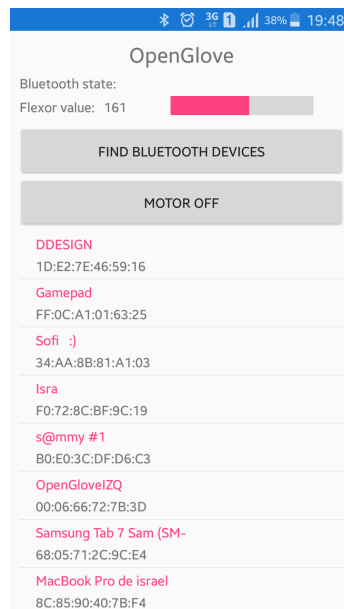 3G 1 38% 19:48
OpenGlove
Bluetooth state:
Flexor value: 161
FIND BLUETOOTH DEVICES
MOTOR OFF
DDESIGN
1D:E2:7E:46:59:16
Gamepad
FF:0C:A1:01:63:25
Sofi :)
34:AA:8B:81:A1:03
Isra
F0:72:8C:BF:9C:19
s@mmy #1
B0:E0:3C:DF:D6:C3
OpenGloveIZQ
00:06:66:72:7B:3D
Samsung Tab 7 Sam (SM-
68:05:71:2C:9C:E4
MacBook Pro de israel
8C:85:90:40:7B:F4